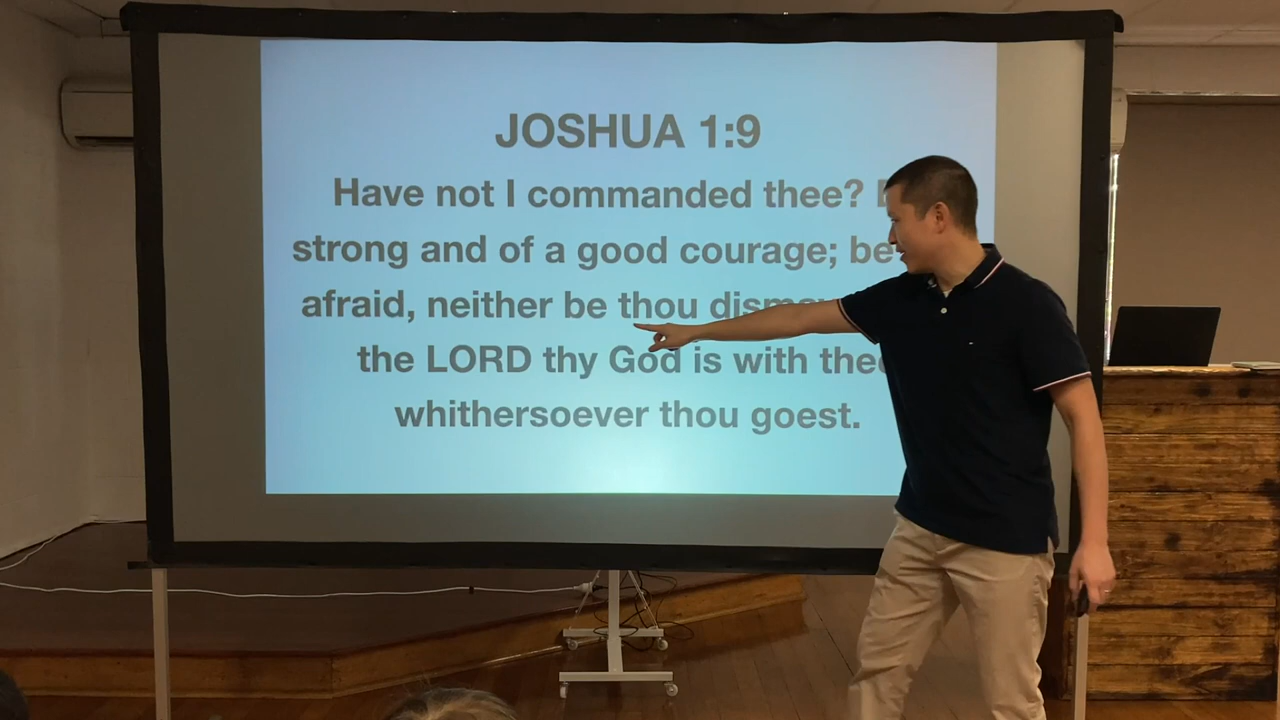 JOSHUA 1:9
Have not I commanded thee?
strong and of a good courage; be
afraid, neither be thou
the LORD thy God is with thee
whithersoever thou goest.